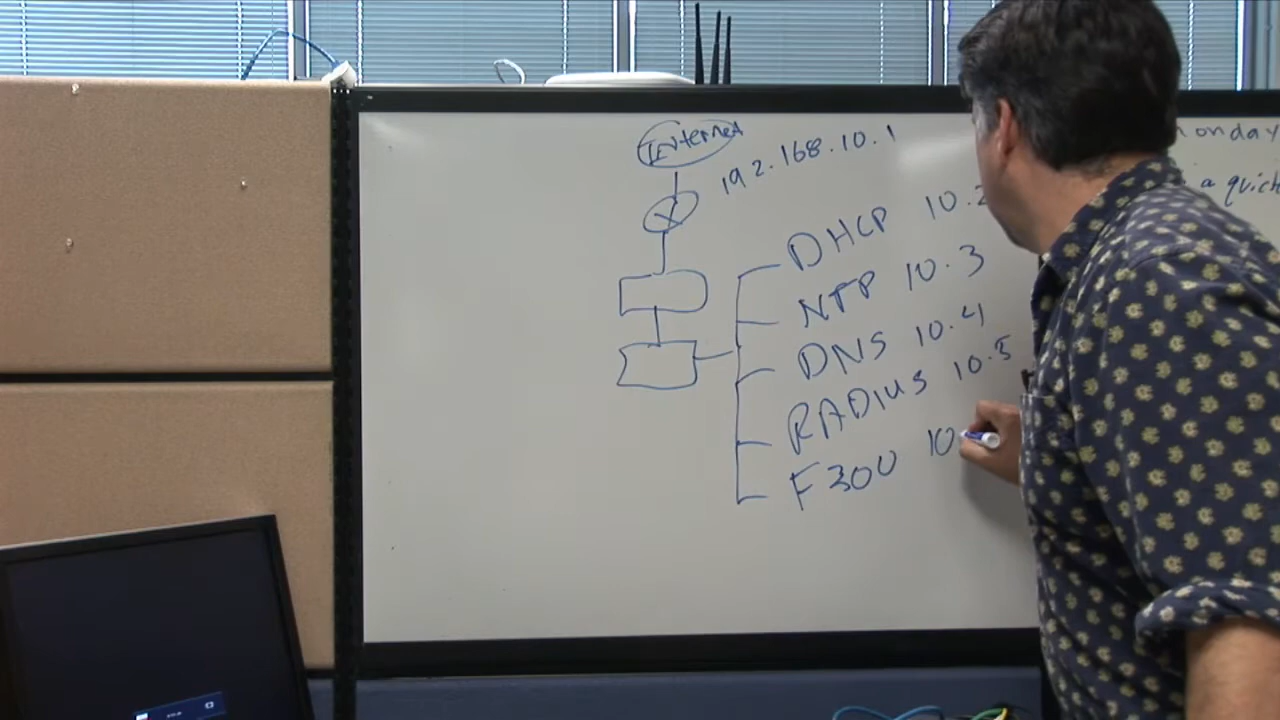 Internet
192.168.10.1
DHCP 10.2
NTP 10.3
DNS 10.4
RADIUS 10.5
F300 10
onday
a quick